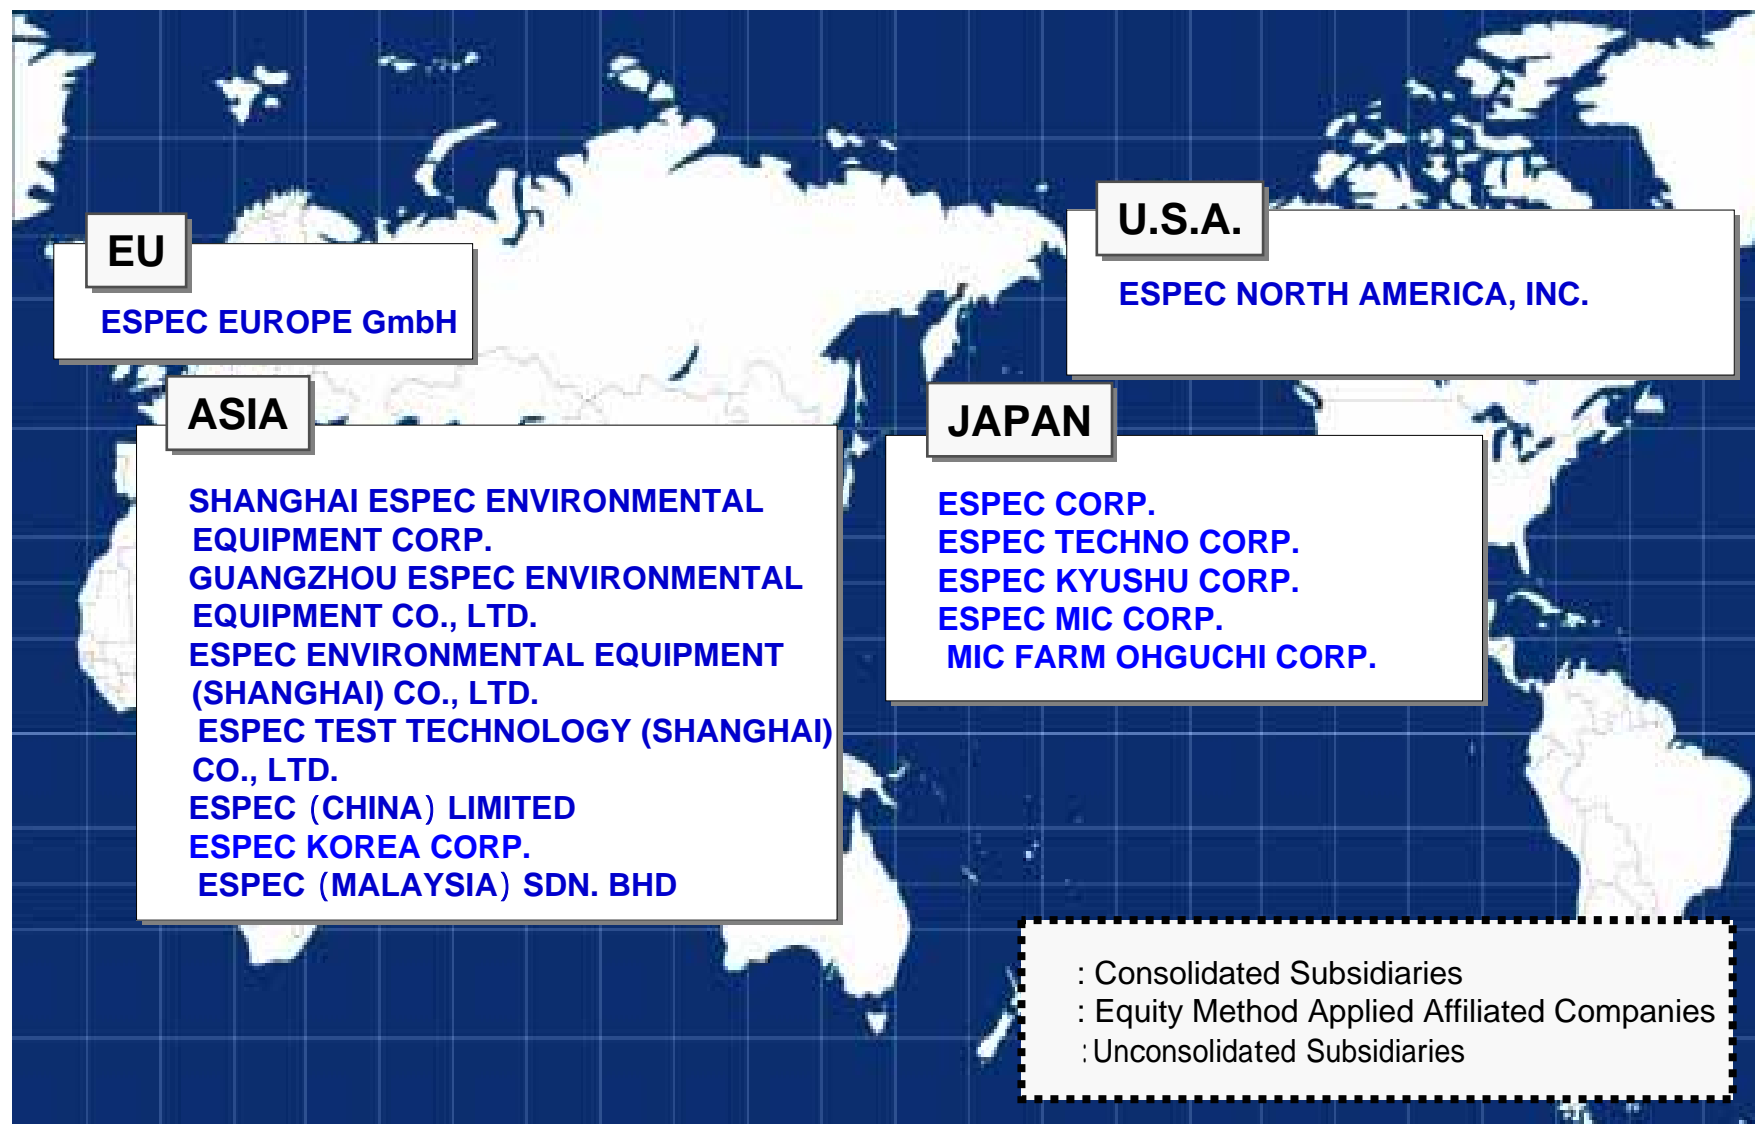 EU
ESPEC EUROPE GmbH
U.S.A.
ESPEC NORTH AMERICA, INC.
ASIA
SHANGHAI ESPEC ENVIRONMENTAL
EQUIPMENT CORP.
GUANGZHOU ESPEC ENVIRONMENTAL
EQUIPMENT CO., LTD.
ESPEC ENVIRONMENTAL EQUIPMENT
(SHANGHAI) CO., LTD.
ESPEC TEST TECHNOLOGY (SHANGHAI)
CO., LTD.
ESPEC (CHINA) LIMITED
ESPEC KOREA CORP.
ESPEC (MALAYSIA) SDN. BHD
JAPAN
ESPEC CORP.
ESPEC TECHNO CORP.
ESPEC KYUSHU CORP.
ESPEC MIC CORP.
MIC FARM OHGUCHI CORP.
: Consolidated Subsidiaries
: Equity Method Applied Affiliated Companies
: Unconsolidated Subsidiaries